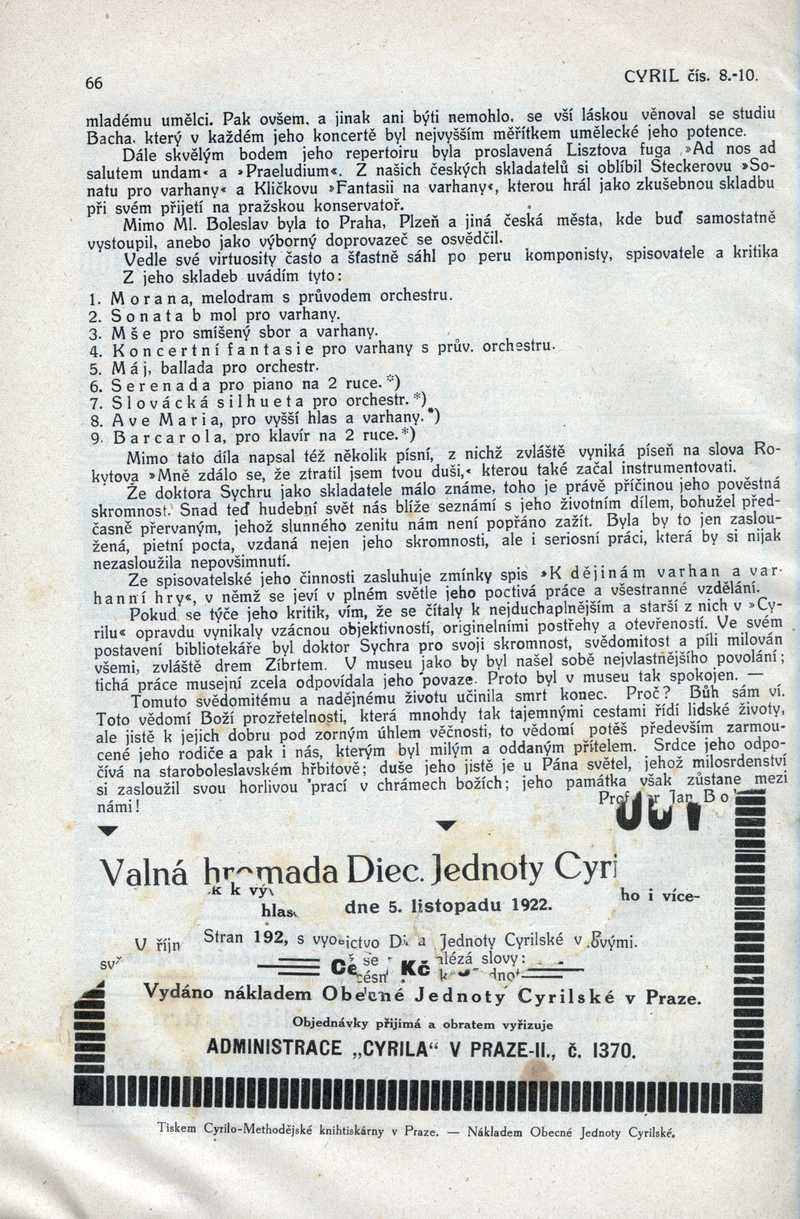 66
CYRIL čís. 8.-10.
mladému umělci. Pak ovšem, a jinak ani býti nemohlo, se vší láskou věnoval se studiu
Bacha, který v každém jeho koncertě byl nejvyšším měřítkem umělecké jeho potence.
Dále skvělým bodem jeho repertoiru byla proslavená Lisztova fuga »Ad nos ad
salutem undam« a »Praeludium«. Z našich českých skladatelů si oblíbil Steckerovu »So-
natu pro varhany« a Kličkovu »Fantasii na varhany«, kterou hrál jako zkušebnou skladbu
při svém přijetí na pražskou konservatoř.
Mimo Ml. Boleslav byla to Praha, Plzeň a jiná česká města, kde buď samostatně
vystoupil, anebo jako výborný doprovazeč se osvědčil.
Vedle své virtuosity často a šťastně sáhl po peru komponisty, spisovatele a kritika
Z jeho skladeb uvádím tyto:
1. Morana, melodram s průvodem orchestru.
2. Sonata b mol pro varhany.
3. Mše pro smíšený sbor a varhany.
4. Koncertní fantasie pro varhany s prův. orchestru.
5. Máj, ballada pro orchestr.
6. Serenada pro piano na 2 ruce.*)
7. Slovácká silhueta pro orchestr.*)
8. Ave Maria, pro vyšší hlas a varhany.*)
9. Barcarola, pro klavír na 2 ruce.*)
Mimo tato díla napsal též několik písní, z nichž zvláště vyniká píseň na slova Ro-
kytova »Mně zdálo se, že ztratil jsem tvou duši,« kterou také začal instrumentovati.
Že doktora Sychru jako skladatele málo známe, toho je právě příčinou jeho pověstná
skromnost. Snad teď hudební svět nás blíže seznámí s jeho životním dílem, bohužel před-
časně přervaným, jehož slunného zenitu nám není popřáno zažít. Byla by to jen zaslou-
žená, pietní pocta, vzdaná nejen jeho skromnosti, ale i seriosní práci, která by si nijak
nezasloužila nepovšimnutí.
Ze spisovatelské jeho činnosti zasluhuje zmínky spis »K dějinám varhan a var-
hanní hry«, v němž se jeví v plném světle jeho poctivá práce a všestranné vzdělání.
Pokud se týče jeho kritik, vím, že se čítaly k nejduchaplnějším a starší z nich v »Cy-
rilu« opravdu vynikaly vzácnou objektivností, originelními postřehy a otevřeností. Ve svém
postavení bibliotekáře byl doktor Sychra pro svoji skromnost, svědomitost a píli milován
všemi, zvláště drem Zíbrtem. V museu jako by byl našel sobě nejvlastnějšího povolání;
tichá práce musejní zcela odpovídala jeho povaze. Proto byl v museu tak spokojen. —
Tomuto svědomitému a nadějnému životu učinila smrt konec. Proč? Bůh sám ví.
Toto vědomí Boží prozřetelnosti, která mnohdy tak tajemnými cestami řídí lidské životy,
ale jistě k jejich dobru pod zorným úhlem věčnosti, to vědomí potěš především zarmou-
cené jeho rodiče a pak i nás, kterým byl milým a oddaným přítelem. Srdce jeho odpo-
čívá na staroboleslavském hřbitově; duše jeho jistě je u Pána světel, jehož milosrdenství
si zasloužil svou horlivou prací v chrámech božích; jeho památka však zůstane mezi
námi!
Jan
Valná hromada Diec. Jednoty Cyri
K k vý
ho i více-
hlas
dne 5. listopadu 1922.
V říjn
Stran 192, s
Jednoty Cyrilské v
se
slovy:
Kč
Vydáno nákladem Obecné Jednoty Cyrilské v Praze.
Objednávky přijímá a obratem vyřizuje
ADMINISTRACE „CYRILA“ V PRAZE-II., č. 1370.
Tiskem Cyrilo-Methodějské knihtiskárny v Praze. — Nákladem Obecné Jednoty Cyrilské.